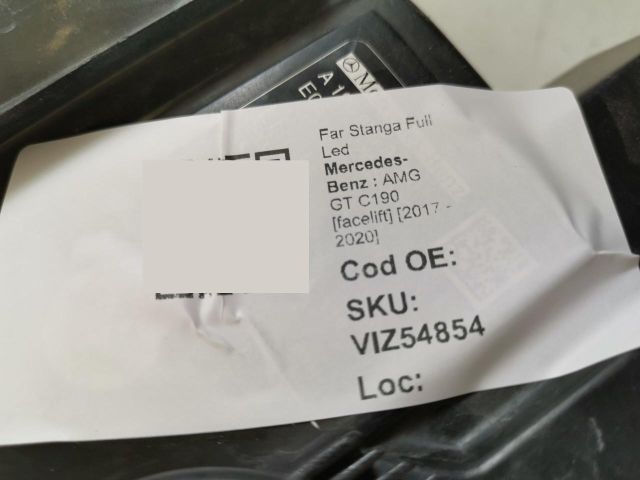 Far Stanga Full
Led
Mercedes-
Benz : AMG
GT C190
[facelift] [2017 -
2020]
Cod OE:
SKU:
VIZ54854
Loc: